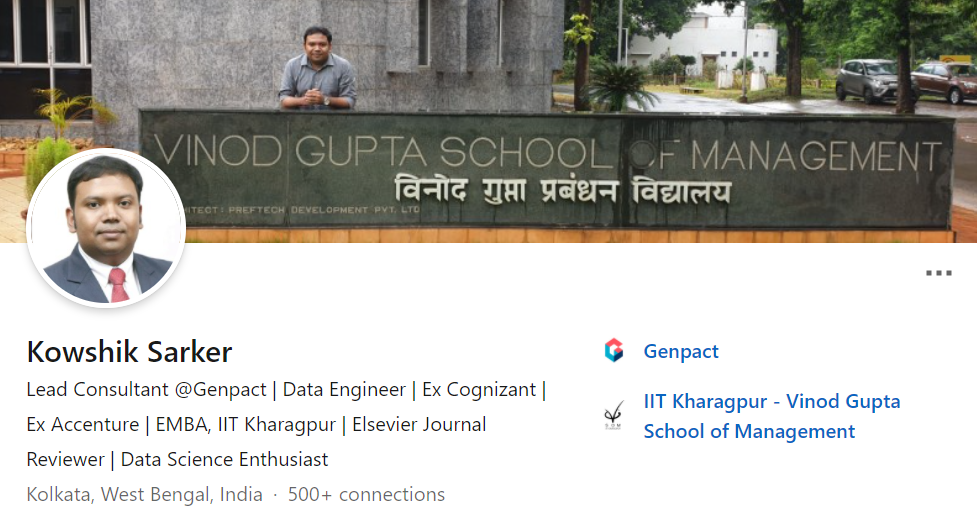 VINOD GUPTA SCHOOL OF MANAGEMENT
विनोद गुप्ता प्रबंधन विद्यालय
PREFTECH DEVELOPMENT PVT. LTD
Kowshik Sarker
Lead Consultant @Genpact | Data Engineer | Ex Cognizant |
Ex Accenture | EMBA, IIT Kharagpur | Elsevier Journal
Reviewer | Data Science Enthusiast
Kolkata, West Bengal, India · 500+ connections
Genpact
IIT Kharagpur - Vinod Gupta
School of Management